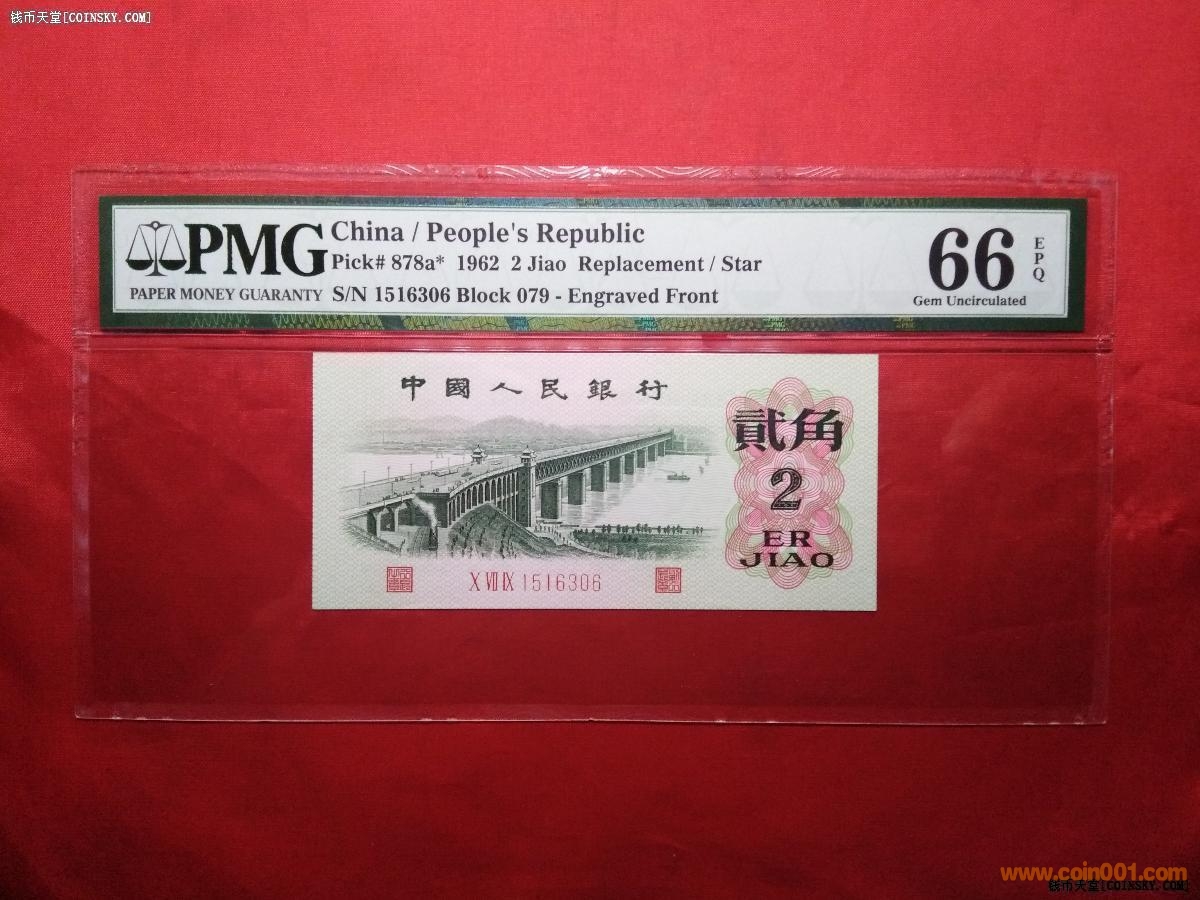 钱币天堂[COINSKY.COM]
PMG
PAPER MONEY GUARANTY
China / People's Republic
Pick# 878a* 1962 2 Jiao Replacement / Star
S/N 1516306 Block 079 - Engraved Front
66
EPQ
Gem Uncirculated
中國人民銀行
貳角
2
ER
JIAO
X VII IX 1516306
www.coin001.com
钱币天堂[COINSKY.COM]